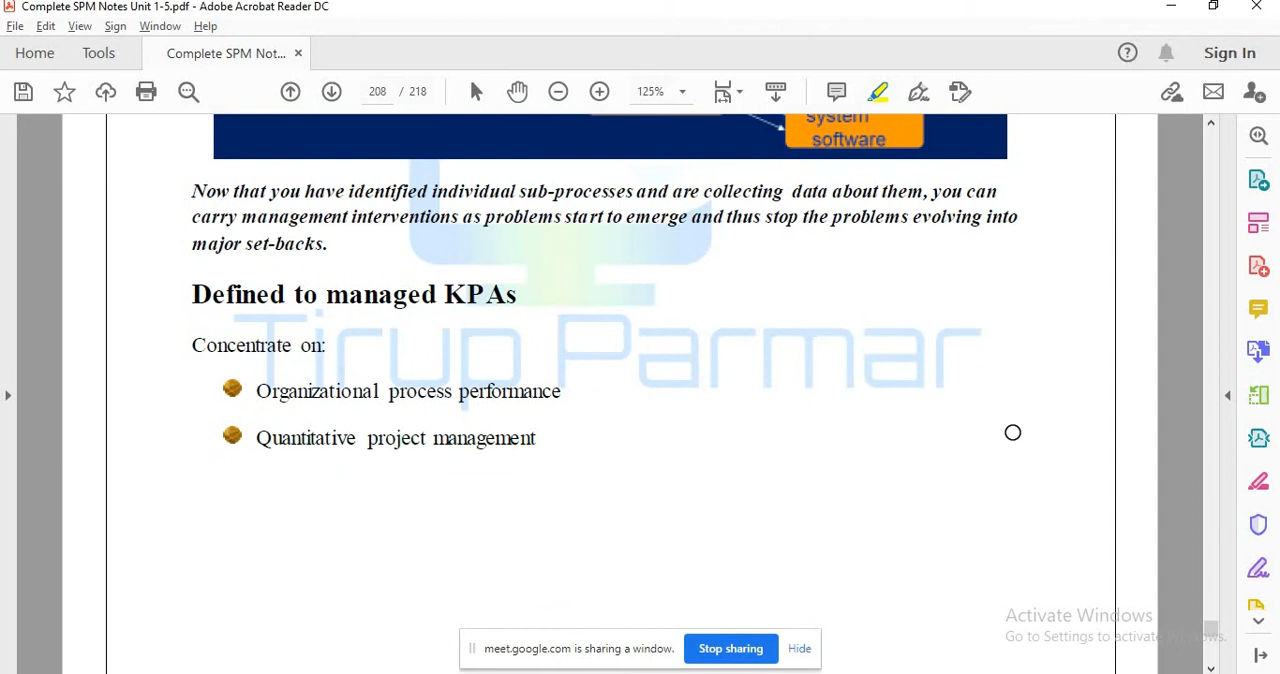 Complete SPM Notes Unit 1-5.pdf - Adobe Acrobat Reader DC
File Edit View Sign Window Help
Home Tools Complete SPM Not... × Sign In
208 / 218 125%
system
software
Now that you have identified individual sub-processes and are collecting data about them, you can
carry management interventions as problems start to emerge and thus stop the problems evolving into
major set-backs.
Defined to managed KPAs
Tirup Parmar
Concentrate on:
Organizational process performance
Quantitative project management
Activate Windows
Go to Settings to activate Windows.
meet.google.com is sharing a window. Stop sharing Hide